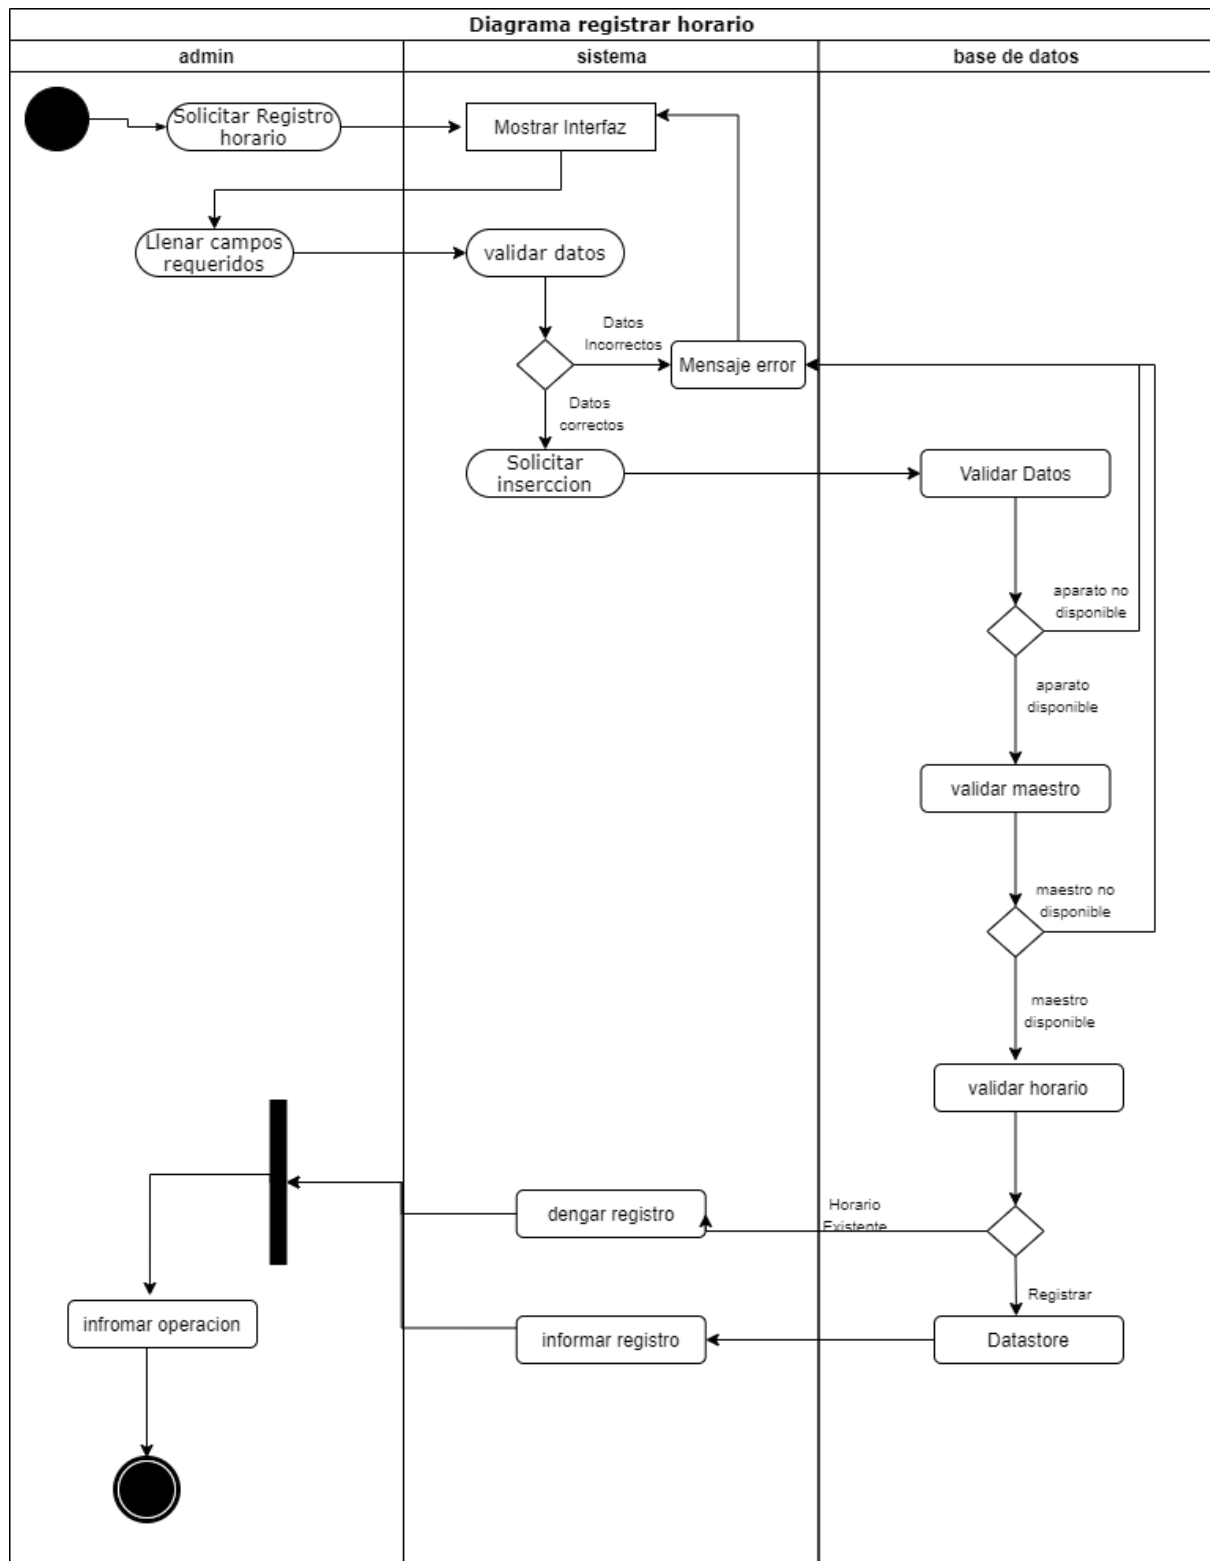 Diagrama registrar horario
admin
sistema
base de datos
Solicitar Registro
horario
Mostrar Interfaz
Llenar campos
requeridos
validar datos
Datos
Incorrectos
Mensaje error
Datos
correctos
Solicitar
inserccion
Validar Datos
aparato no
disponible
aparato
disponible
validar maestro
maestro no
disponible
maestro
disponible
validar horario
Horario
Existente
dengar registro
Registrar
infromar operacion
informar registro
Datastore